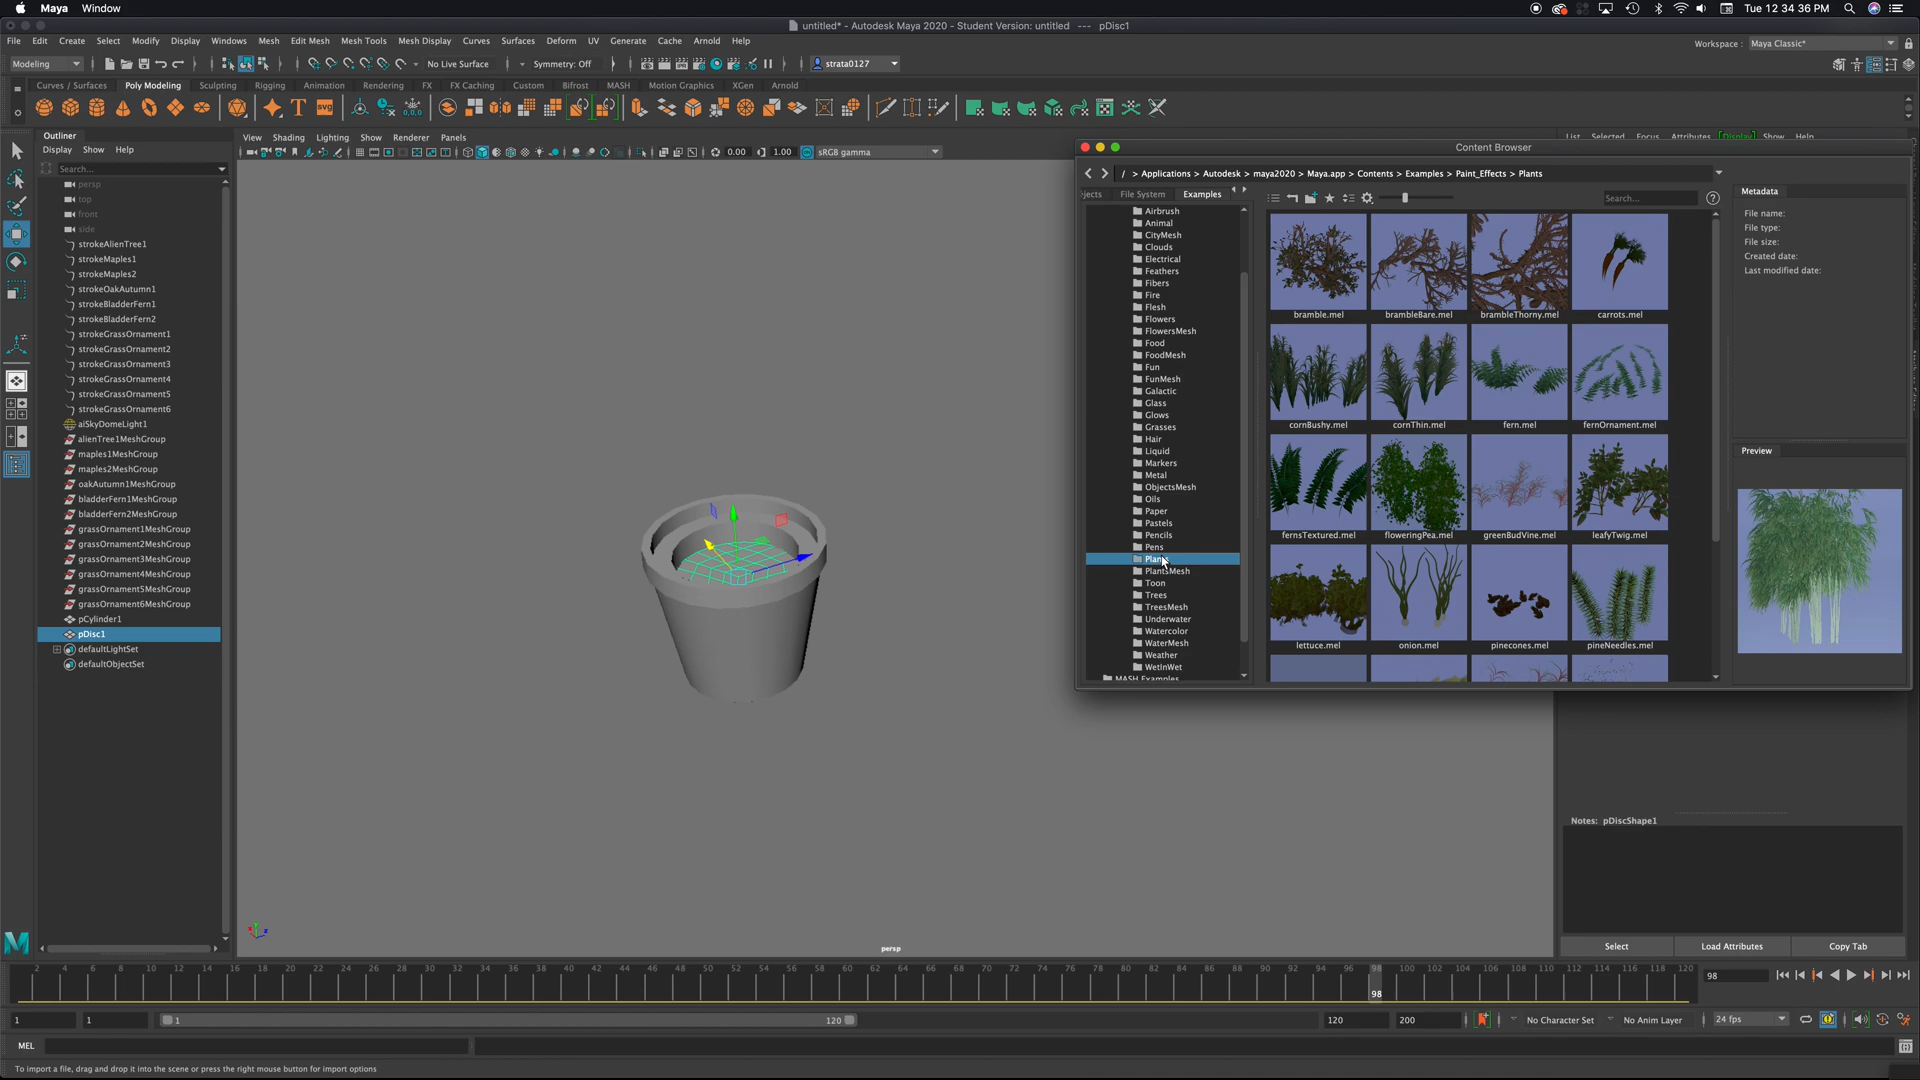 Maya Window Tue 12 34 36 PM
untitled* - Autodesk Maya 2020 - Student Version: untitled --- pDisc1
File Edit Create Select Modify Display Windows Mesh Edit Mesh Mesh Tools Mesh Display Curves Surfaces Deform UV Generate Cache Arnold Help Workspace : Maya Classic*
Modeling No Live Surface Symmetry: Off strata0127
Curves / Surfaces Poly Modeling Sculpting Rigging Animation Rendering FX FX Caching Custom Bifrost MASH Motion Graphics XGen Arnold
T SVG 0,0,0
Outliner
Display Show Help
Search...
persp
top
front
side
strokeAlienTree1
strokeMaples1
strokeMaples2
strokeOakAutumn1
strokeBladderFern1
strokeBladderFern2
strokeGrassOrnament1
strokeGrassOrnament2
strokeGrassOrnament3
strokeGrassOrnament4
strokeGrassOrnament5
strokeGrassOrnament6
aiSkyDomeLight1
alienTree1MeshGroup
maples1MeshGroup
maples2MeshGroup
oakAutumn1MeshGroup
bladderFern1MeshGroup
bladderFern2MeshGroup
grassOrnament1MeshGroup
grassOrnament2MeshGroup
grassOrnament3MeshGroup
grassOrnament4MeshGroup
grassOrnament5MeshGroup
grassOrnament6MeshGroup
pCylinder1
pDisc1
defaultLightSet
defaultObjectSet
View Shading Lighting Show Renderer Panels
0.00 1.00 sRGB gamma
persp
List Selected Focus Attributes Display Show Help
Content Browser
/ > Applications > Autodesk > maya2020 > Maya.app > Contents > Examples > Paint_Effects > Plants
jects File System Examples
Search...
Airbrush
Animal
CityMesh
Clouds
Electrical
Feathers
Fibers
Fire
Flesh
Flowers
FlowersMesh
Food
FoodMesh
Fun
FunMesh
Galactic
Glass
Glows
Grasses
Hair
Liquid
Markers
Metal
ObjectsMesh
Oils
Paper
Pastels
Pencils
Pens
Plants
PlantsMesh
Toon
Trees
TreesMesh
Underwater
Watercolor
WaterMesh
Weather
WetInWet
MASH Examples
bramble.mel brambleBare.mel brambleThorny.mel carrots.mel
cornBushy.mel cornThin.mel fern.mel fernOrnament.mel
fernsTextured.mel floweringPea.mel greenBudVine.mel leafyTwig.mel
lettuce.mel onion.mel pinecones.mel pineNeedles.mel
Metadata
File name:
File type:
File size:
Created date:
Last modified date:
Preview
Notes: pDiscShape1
Select Load Attributes Copy Tab
2 4 6 8 10 12 14 16 18 20 22 24 26 28 30 32 34 36 38 40 42 44 46 48 50 52 54 56 58 60 62 64 66 68 70 72 74 76 78 80 82 84 86 88 90 92 94 96 98 100 102 104 106 108 110 112 114 116 118 120 98
98
1 1 1 120 120 200 No Character Set No Anim Layer 24 fps
MEL
To import a file, drag and drop it into the scene or press the right mouse button for import options